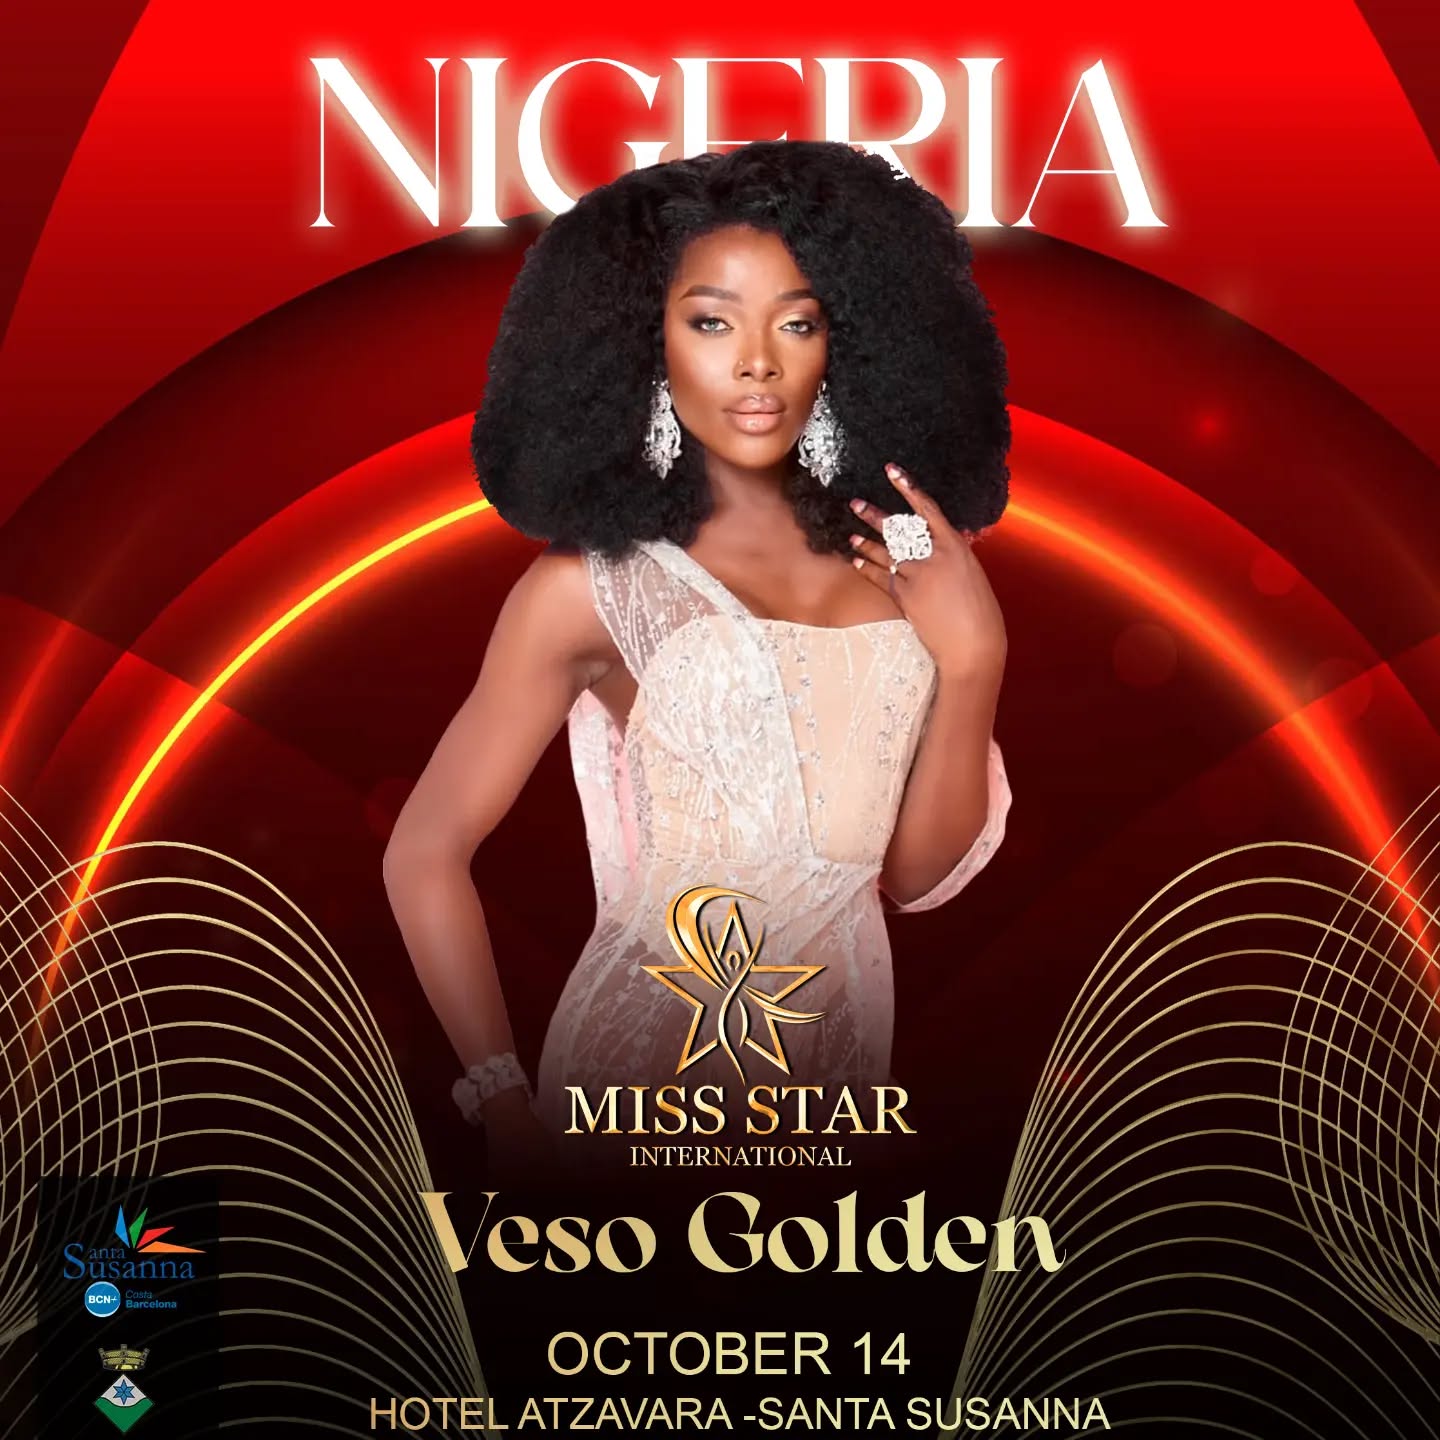 NIGERIA
MISS STAR
INTERNATIONAL
Veso Golden
Santa
Susanna
BCN+ Costa
Barcelona
OCTOBER 14
HOTEL ATZAVARA -SANTA SUSANNA